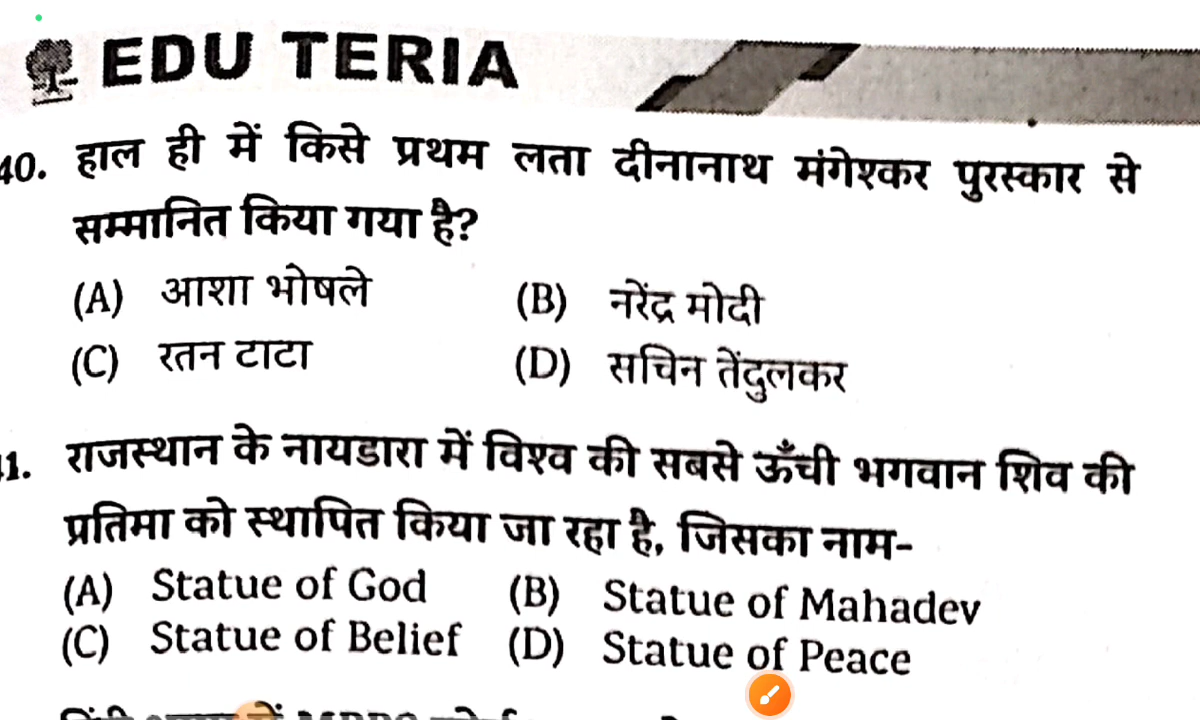 EDU TERIA
40. हाल ही में किसे प्रथम लता दीनानाथ मंगेश्कर पुरस्कार से
सम्मानित किया गया है?
(A) आशा भोषले (B) नरेंद्र मोदी
(C) रतन टाटा (D) सचिन तेंदुलकर
1. राजस्थान के नायडारा में विश्व की सबसे ऊँची भगवान शिव की
प्रतिमा को स्थापित किया जा रहा है, जिसका नाम-
(A) Statue of God (B) Statue of Mahadev
(C) Statue of Belief (D) Statue of Peace